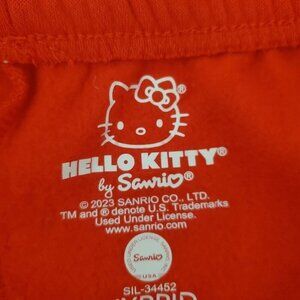 HELLO KITTY®
by Sanrio®
© 2023 SANRIO CO., LTD.
TM and ® denote U.S. Trademarks
Used Under License.
www.sanrio.com
Sanrio
USA
SIL-34452
HYBRID